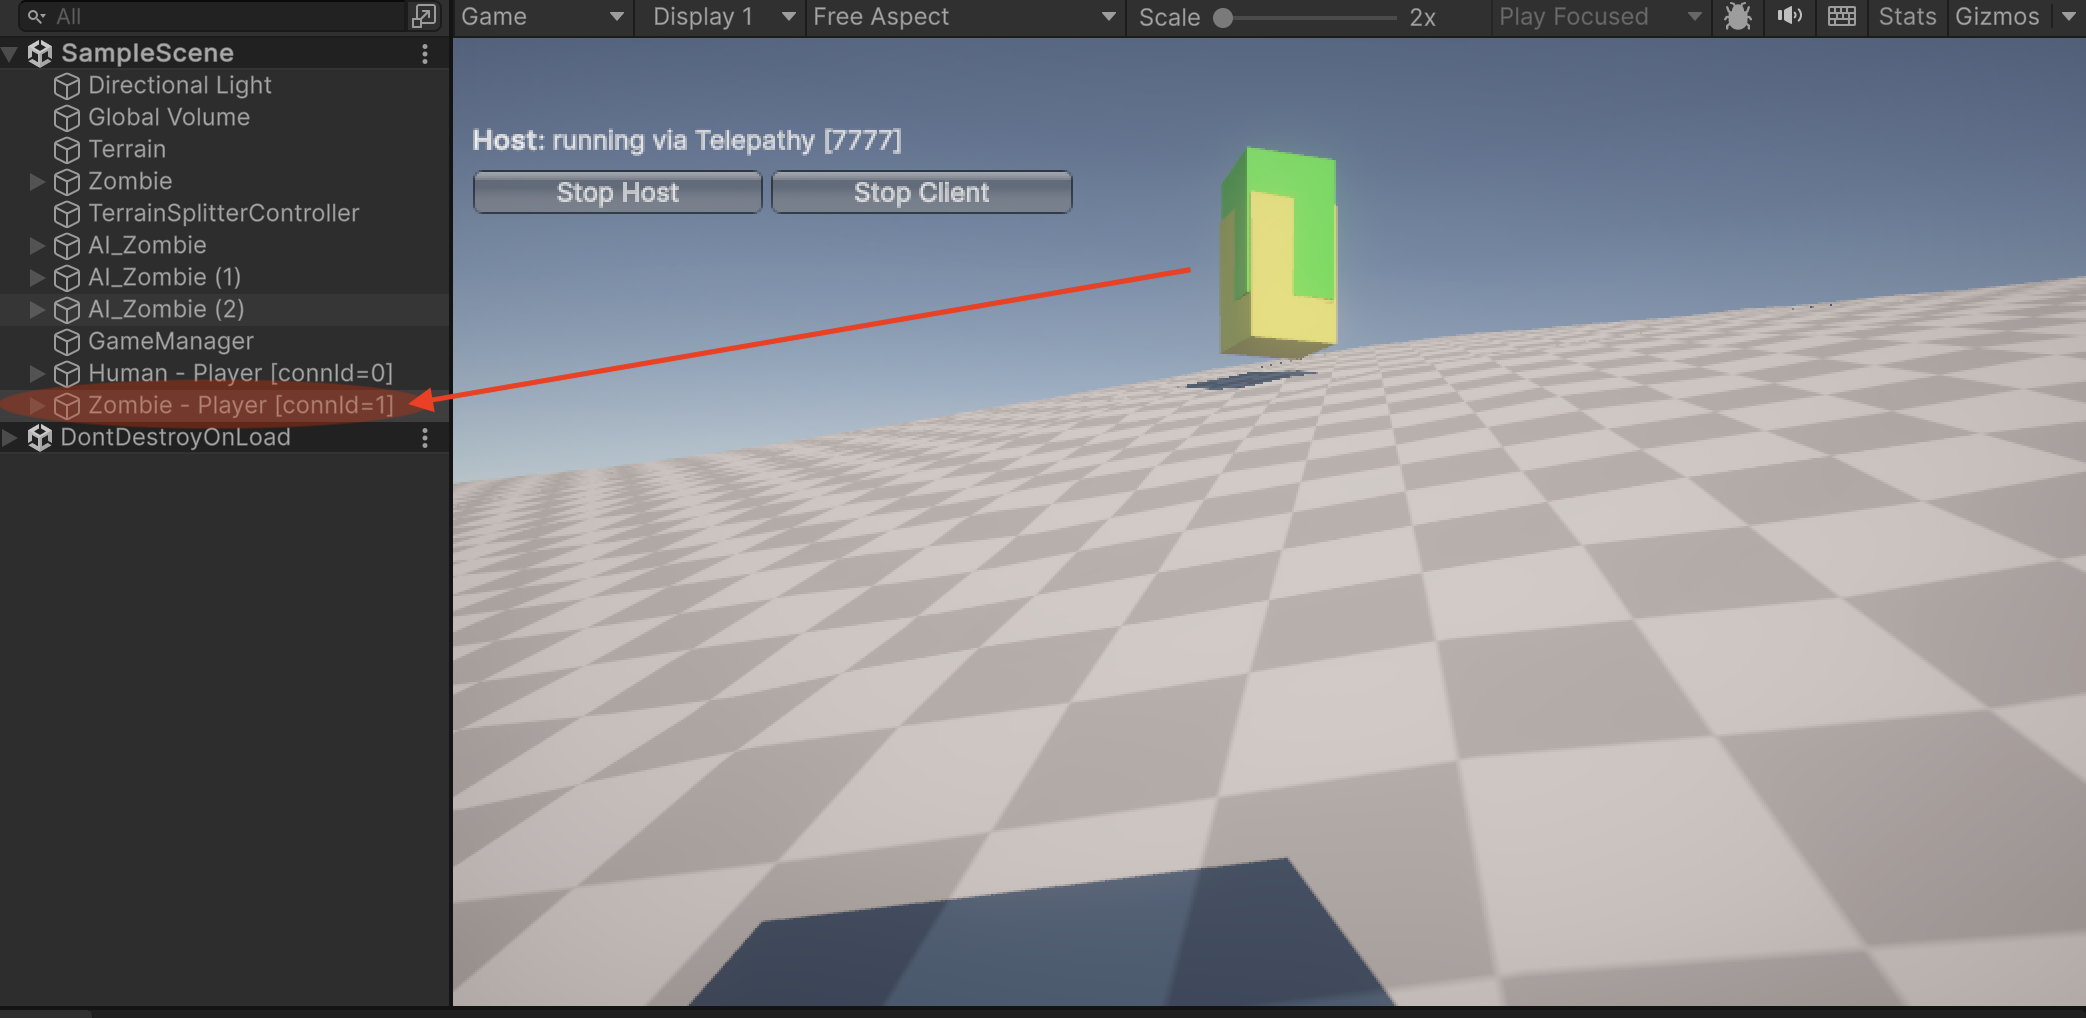 All
Game
Display 1
Free Aspect
Scale
2x
Play Focused
Stats
Gizmos
SampleScene
Directional Light
Global Volume
Terrain
Zombie
TerrainSplitterController
AI_Zombie
AI_Zombie (1)
AI_Zombie (2)
GameManager
Human - Player [connId=0]
Zombie - Player [connId=1]
DontDestroyOnLoad
Host: running via Telepathy [7777]
Stop Host
Stop Client